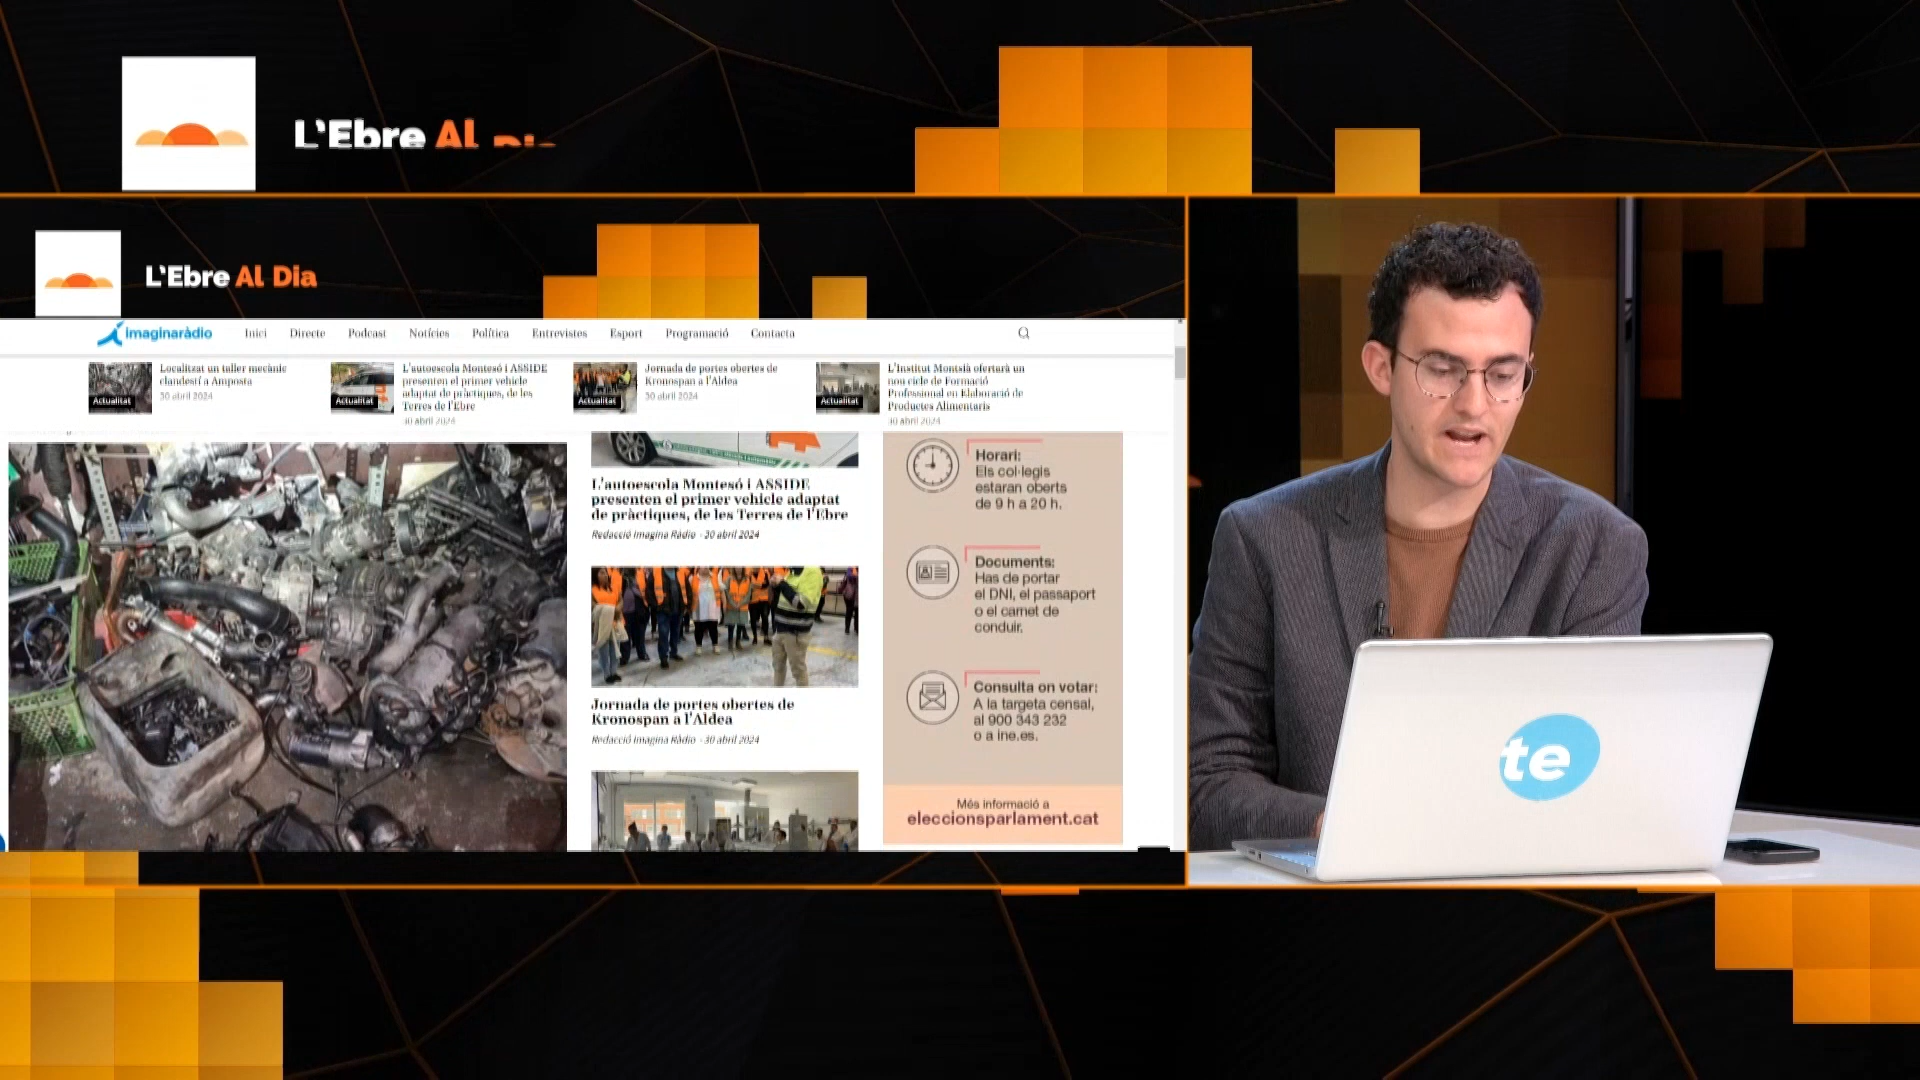 L'Ebre Al
L'Ebre Al Dia
imaginaràdio Inici Directe Podcast Notícies Política Entrevistes Esport Programació Contacta
Localitzat un taller mecànic
clandestí a Amposta
30 abril 2024
Actualitat
L'autoescola Montesó i ASSIDE
presenten el primer vehicle
adaptat de pràctiques, de les
Terres de l'Ebre
30 abril 2024
Actualitat
Jornada de portes obertes de
Kronospan a l'Aldea
30 abril 2024
Actualitat
L'Institut Montsià ofertarà un
nou cicle de Formació
Professional en Elaboració de
Productes Alimentaris
30 abril 2024
Actualitat
L'autoescola Montesó i ASSIDE
presenten el primer vehicle adaptat
de pràctiques, de les Terres de l'Ebre
Redacció Imagina Ràdio - 30 abril 2024
Jornada de portes obertes de
Kronospan a l'Aldea
Redacció Imagina Ràdio - 30 abril 2024
Horari:
Els col·legis
estaran oberts
de 9 h a 20 h.
Documents:
Has de portar
el DNI, el passaport
o el carnet de
conduir.
Consulta on votar:
A la targeta censal,
al 900 343 232
o a ine.es.
Més informació a
eleccionsparlament.cat
te